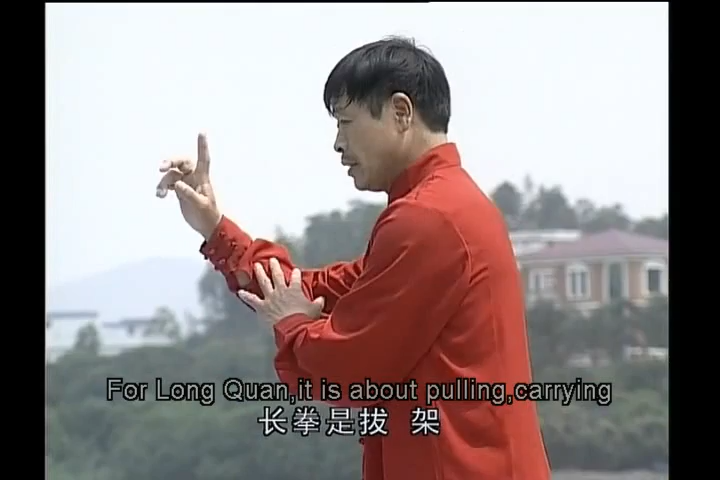 For Long Quan,it is about pulling,carrying
长拳是拔 架